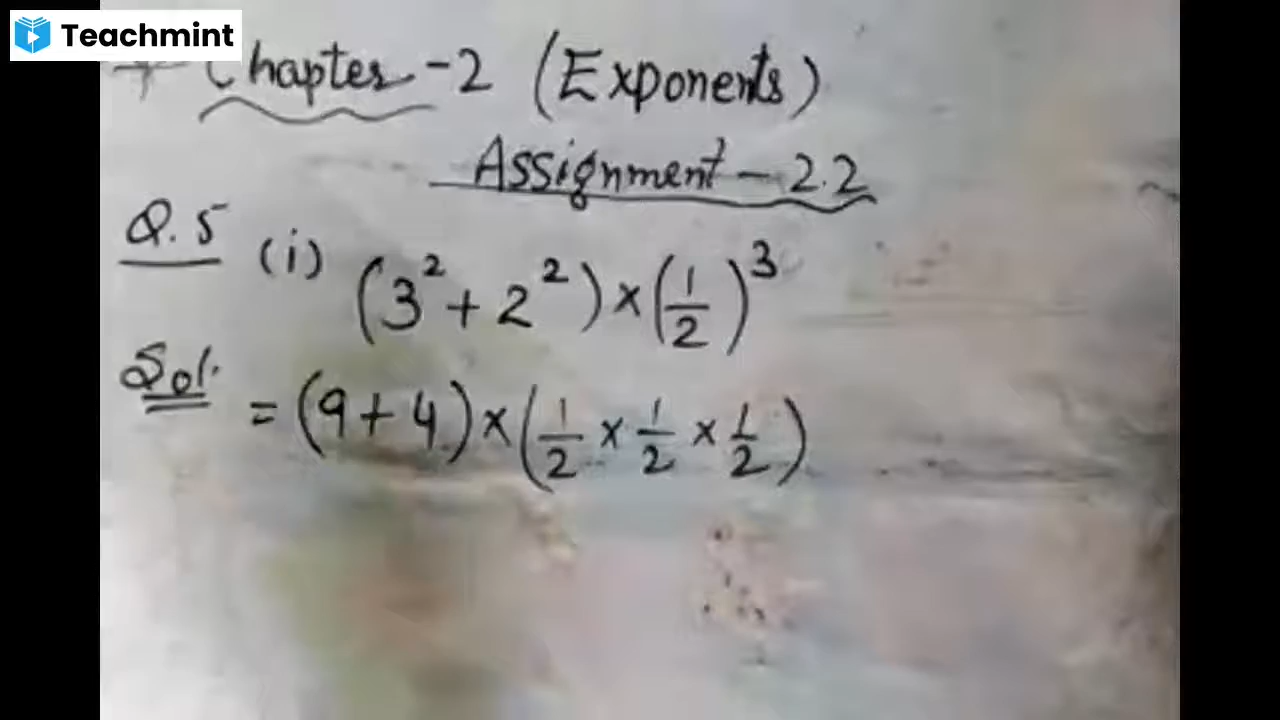 Teachmint
+ Chapter - 2 (Exponents)
Assignment - 2.2
Q. 5 (i) (3² + 2²) × (1/2)³
Sol. = (9 + 4) × (1/2 × 1/2 × 1/2)